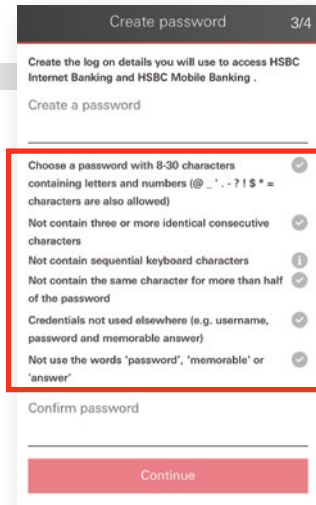 Create password 3/4
Create the log on details you will use to access HSBC
Internet Banking and HSBC Mobile Banking .
Create a password
Choose a password with 8-30 characters
containing letters and numbers (@ _ ' . - ? ! $ * =
characters are also allowed)
Not contain three or more identical consecutive
characters
Not contain sequential keyboard characters
Not contain the same character for more than half
of the password
Credentials not used elsewhere (e.g. username,
password and memorable answer)
Not use the words 'password', 'memorable' or
'answer'
Confirm password
Continue